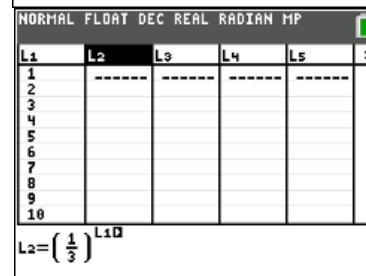 NORMAL FLOAT DEC REAL RADIAN MP
L1 L2 L3 L4 L5
1 ------ ------ ------ ------
2
3
4
5
6
7
8
9
10
L2=(1/3)^L1